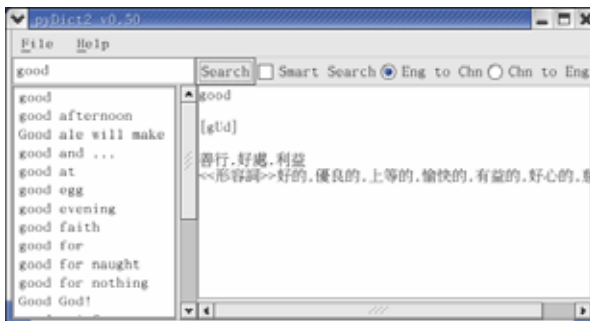 pyDict2 v0.50
File Help
good Search Smart Search Eng to Chn Chn to Eng
good
good afternoon
Good ale will make
good and ...
good at
good egg
good evening
good faith
good for
good for naught
good for nothing
Good God!
good
[gUd]
善行.好處.利益
<<形容詞>>好的.優良的.上等的.愉快的.有益的.好心的.